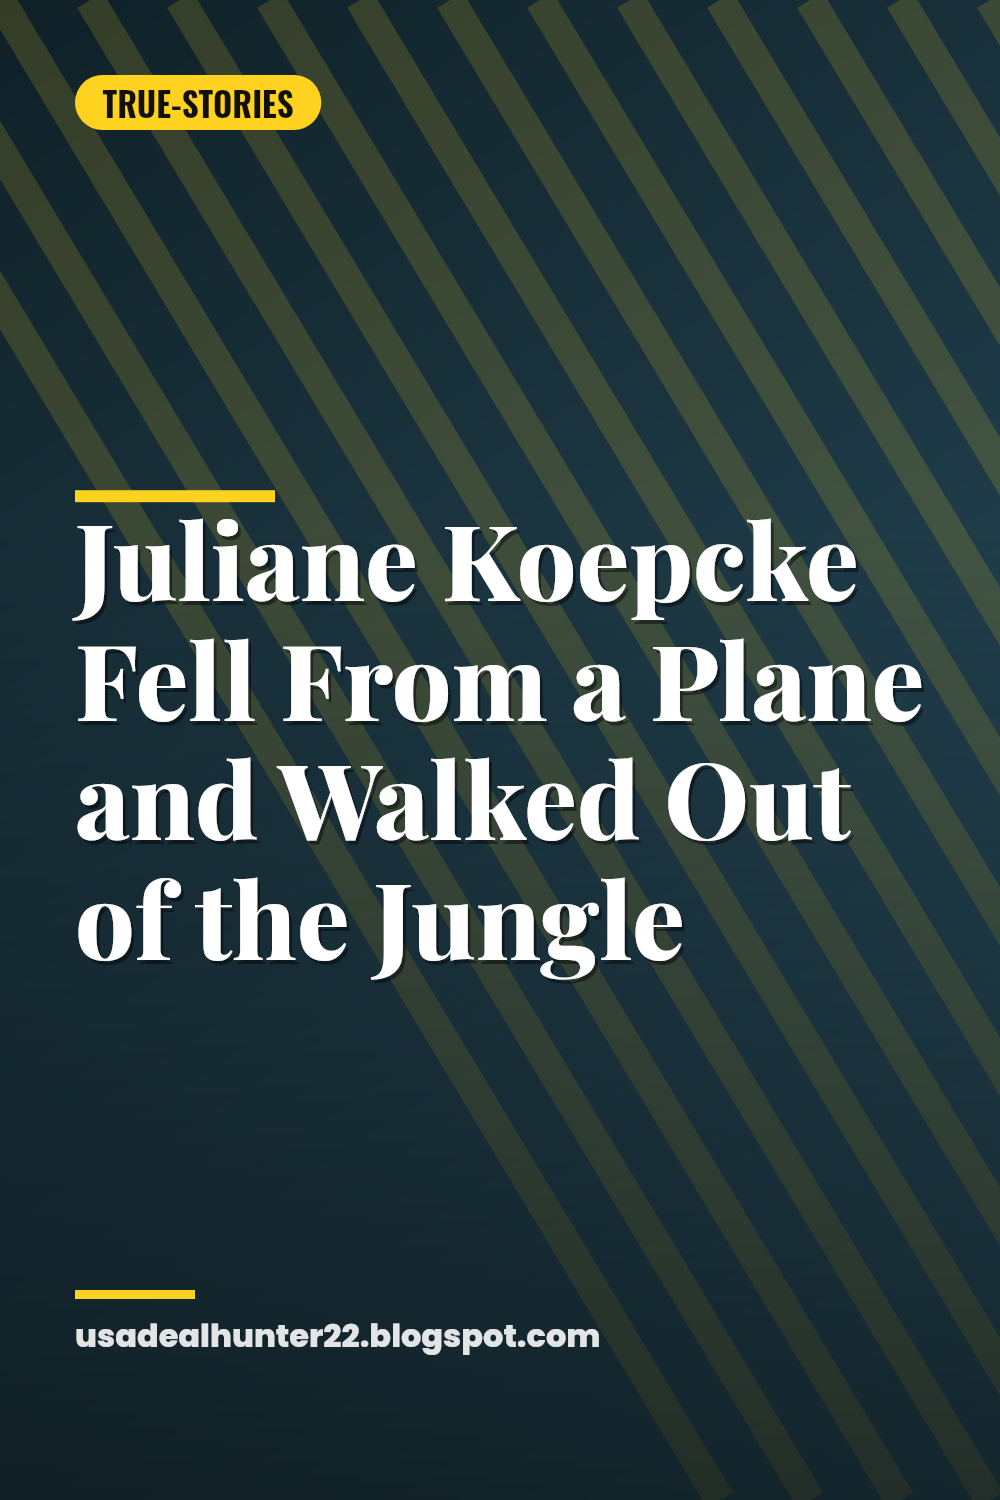 TRUE-STORIES
Juliane Koepcke
Fell From a Plane
and Walked Out
of the Jungle
usadealhunter22.blogspot.com